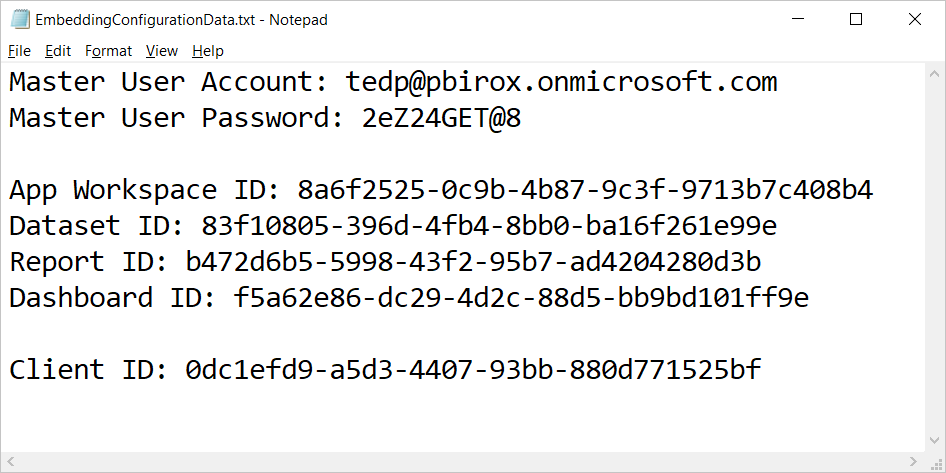 EmbeddingConfigurationData.txt - Notepad
File Edit Format View Help
Master User Account: tedp@pbirox.onmicrosoft.com
Master User Password: 2eZ24GET@8
App Workspace ID: 8a6f2525-0c9b-4b87-9c3f-9713b7c408b4
Dataset ID: 83f10805-396d-4fb4-8bb0-ba16f261e99e
Report ID: b472d6b5-5998-43f2-95b7-ad4204280d3b
Dashboard ID: f5a62e86-dc29-4d2c-88d5-bb9bd101ff9e
Client ID: 0dc1efd9-a5d3-4407-93bb-880d771525bf